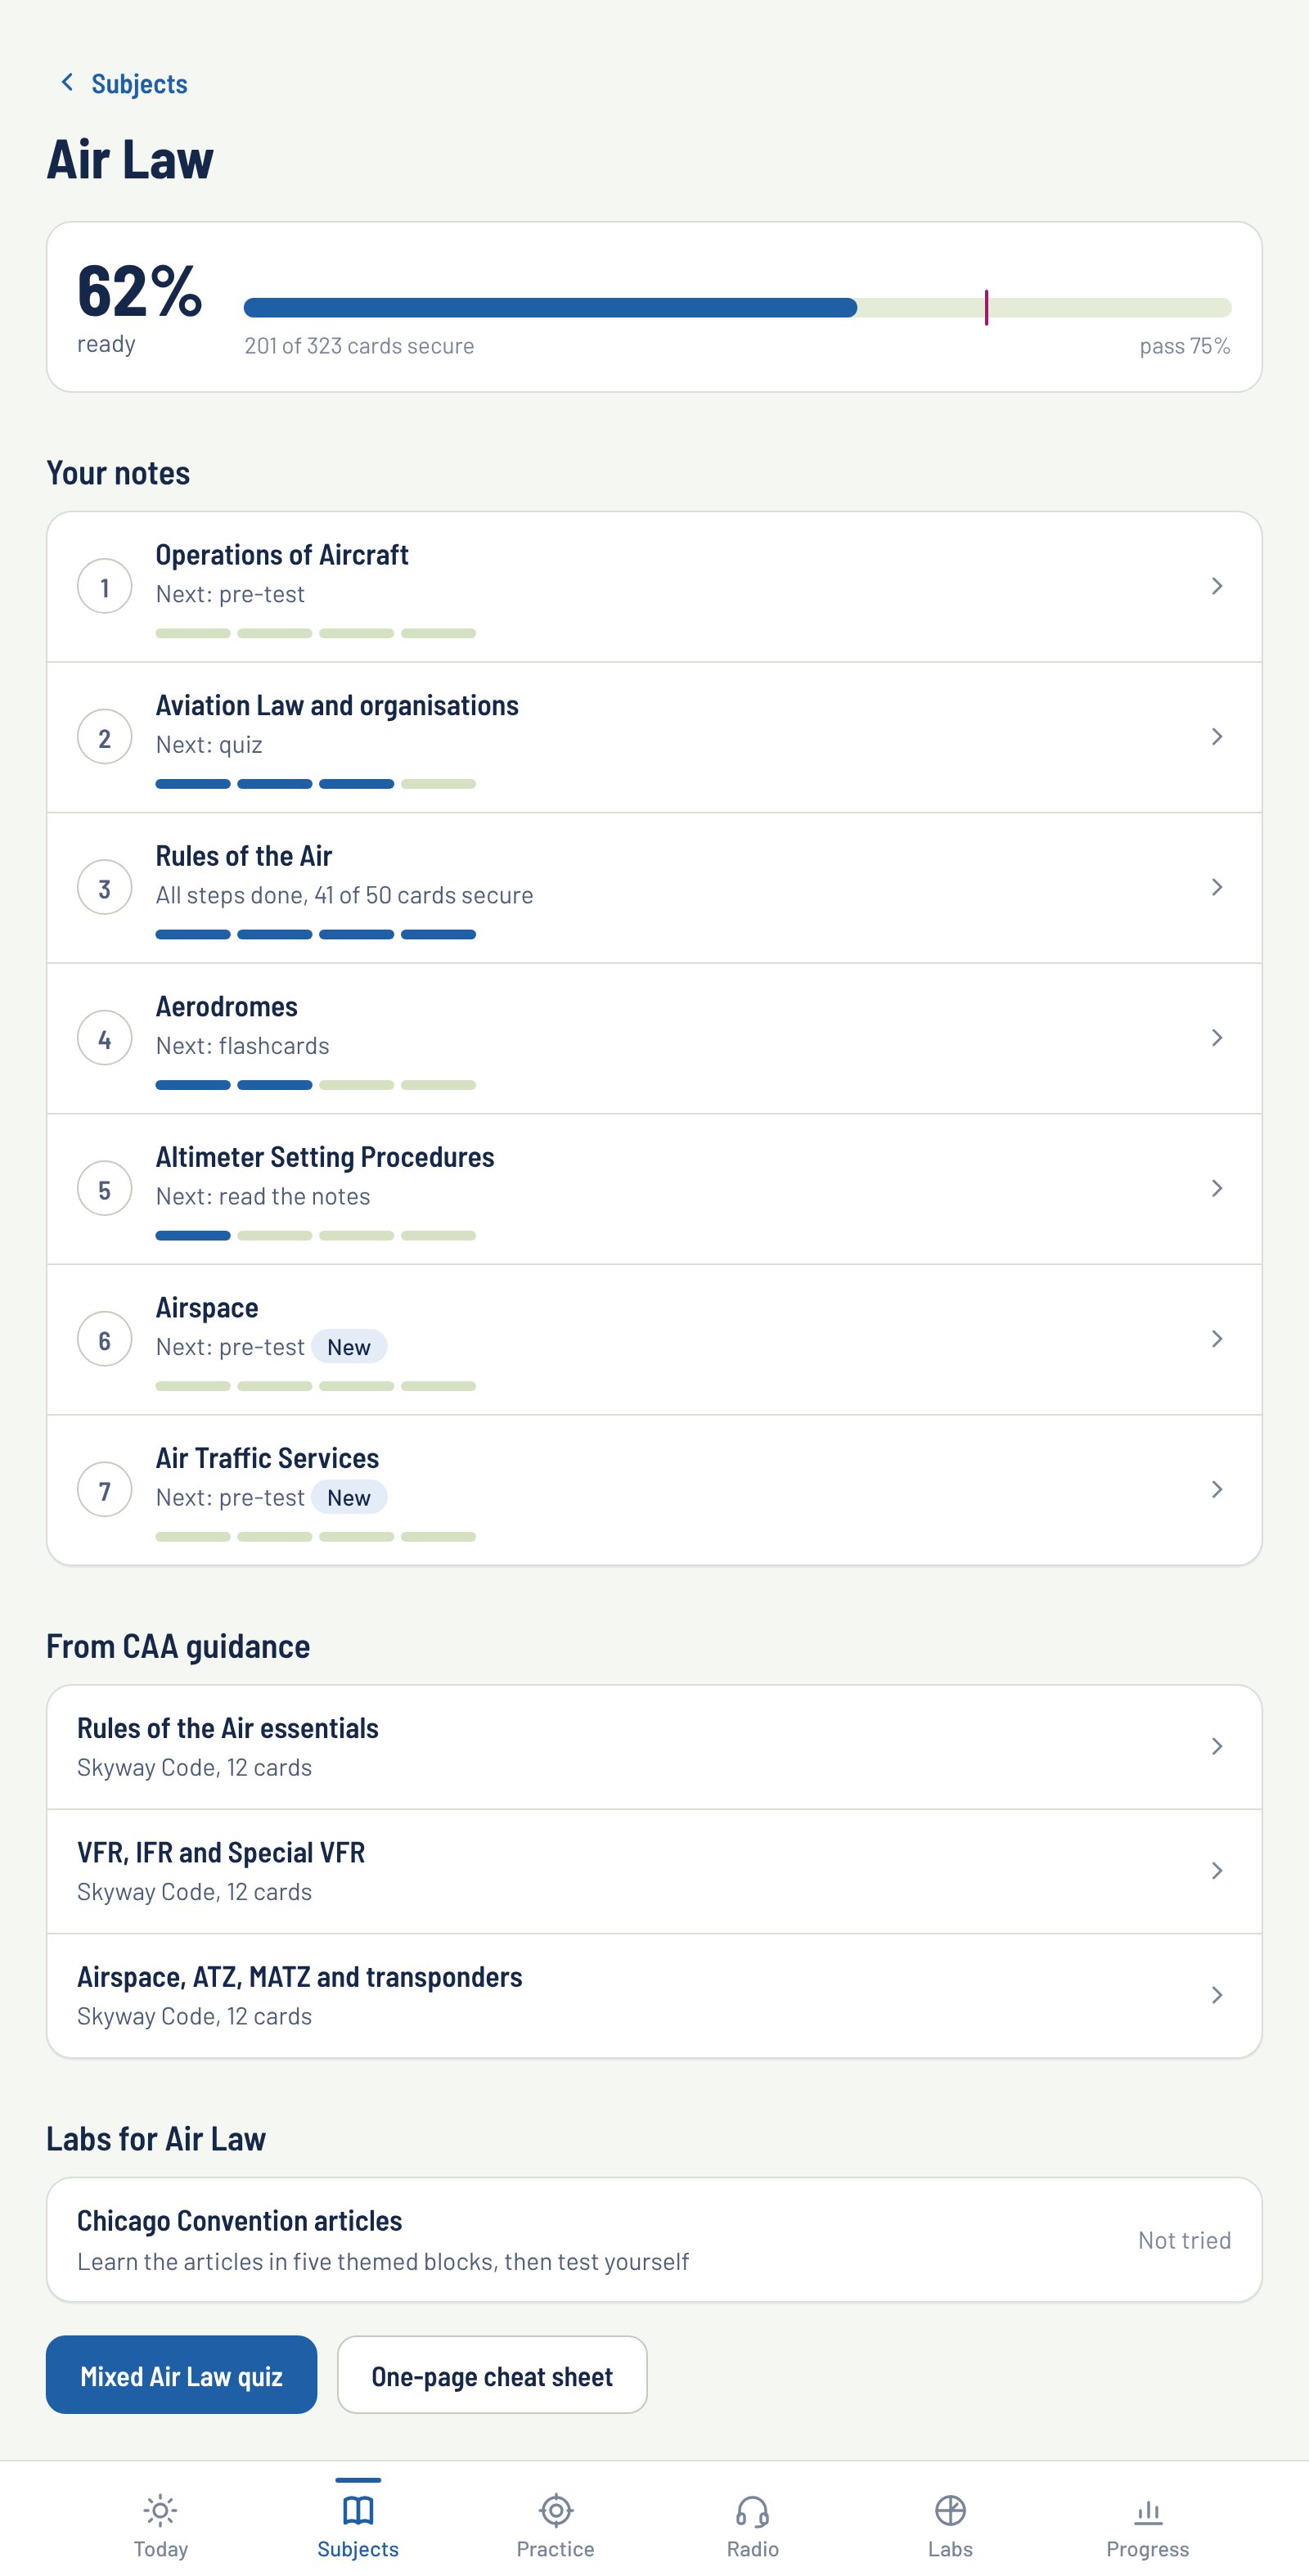 Subjects
Air Law
62%
ready
201 of 323 cards secure
pass 75%
Your notes
1
Operations of Aircraft
Next: pre-test
2
Aviation Law and organisations
Next: quiz
3
Rules of the Air
All steps done, 41 of 50 cards secure
4
Aerodromes
Next: flashcards
5
Altimeter Setting Procedures
Next: read the notes
6
Airspace
Next: pre-test New
7
Air Traffic Services
Next: pre-test New
From CAA guidance
Rules of the Air essentials
Skyway Code, 12 cards
VFR, IFR and Special VFR
Skyway Code, 12 cards
Airspace, ATZ, MATZ and transponders
Skyway Code, 12 cards
Labs for Air Law
Chicago Convention articles
Learn the articles in five themed blocks, then test yourself
Not tried
Mixed Air Law quiz
One-page cheat sheet
Today
Subjects
Practice
Radio
Labs
Progress